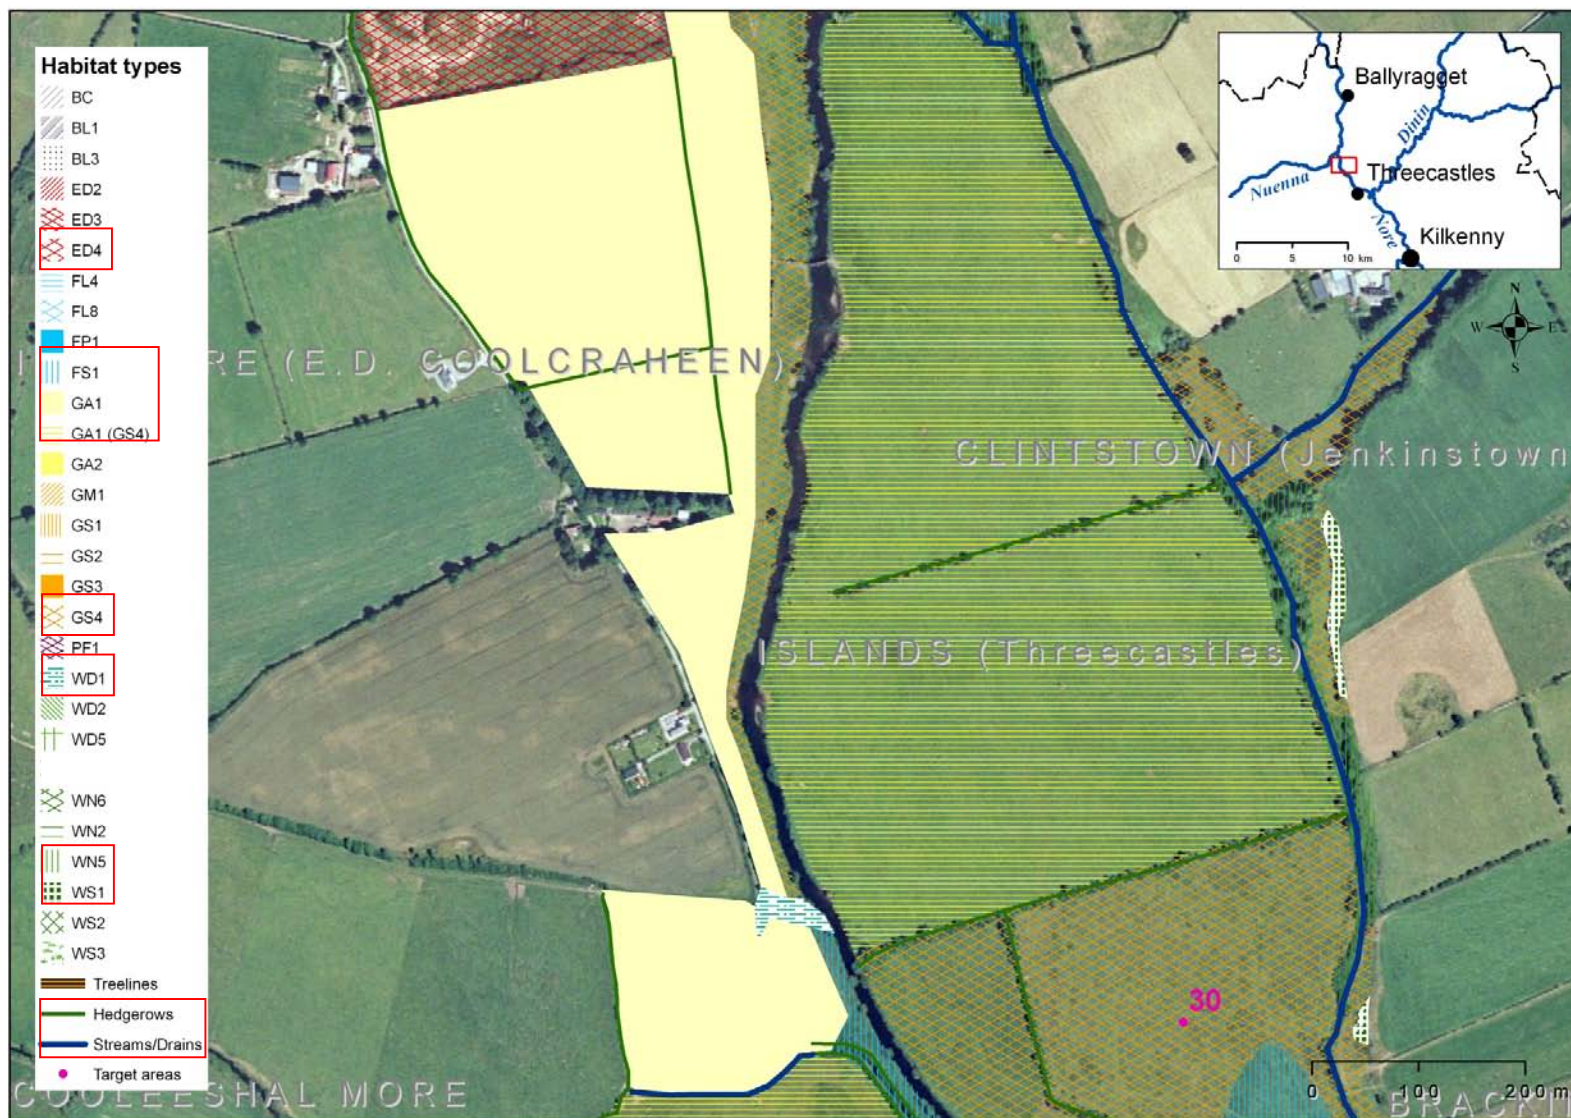 Habitat types
BC
BL1
BL3
ED2
ED3
ED4
FL4
FL8
FP1
FS1
GA1
GA1 (GS4)
GA2
GM1
GS1
GS2
GS3
GS4
PF1
WD1
WD2
WD5
WN6
WN2
WN5
WS1
WS2
WS3
Treelines
Hedgerows
Streams/Drains
Target areas
Ballyragget
Dinin
Threecastles
Nuenna
Nore
Kilkenny
0 5 10 km
N
W E
S
RE (E.D. COOLCRAHEEN)
CLINTSTOWN (Jenkinstown
ISLANDS (Threecastles)
30
0 100 200 m
COOLEESHAL MORE